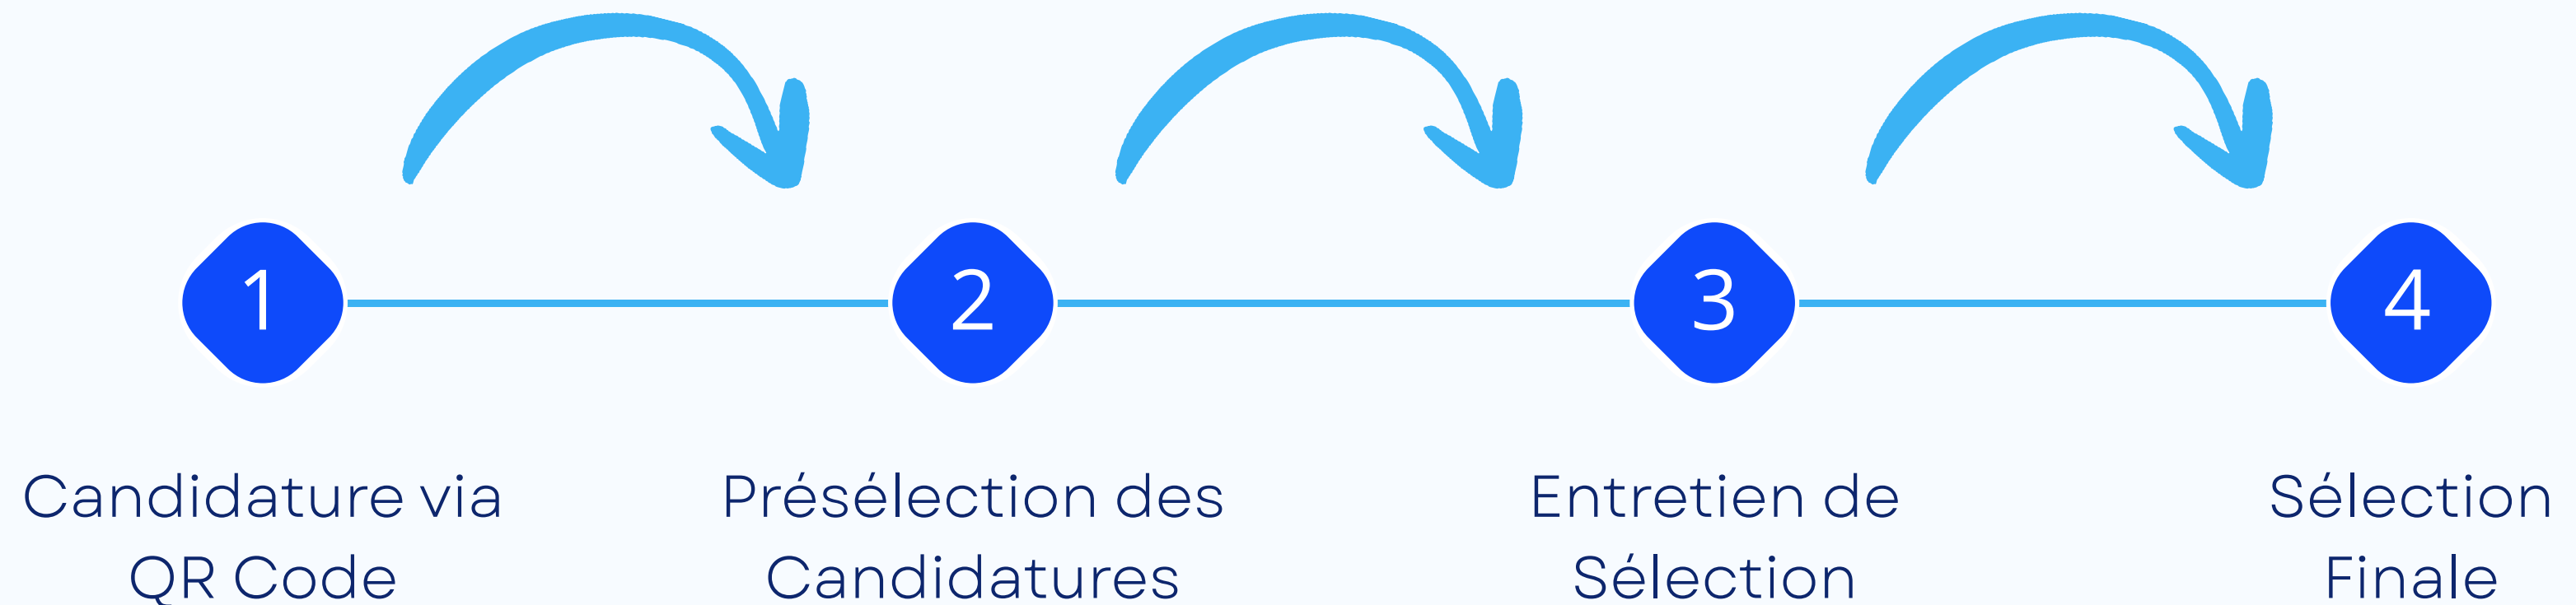 1
2
3
4
Candidature via
QR Code
Présélection des
Candidatures
Entretien de
Sélection
Sélection
Finale